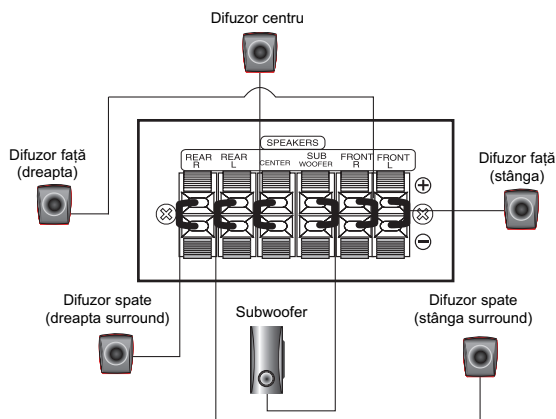 Difuzor centru
SPEAKERS
REAR
R
REAR
L
CENTER
SUB
WOOFER
FRONT
R
FRONT
L
+
−
Difuzor față
(dreapta)
Difuzor față
(stânga)
Difuzor spate
(dreapta surround)
Subwoofer
Difuzor spate
(stânga surround)